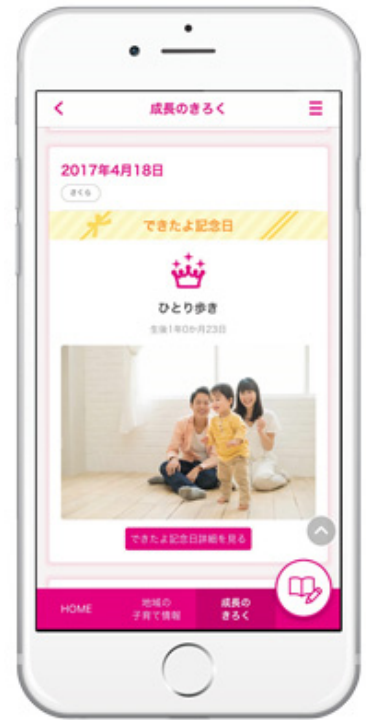 成長のきろく
2017年4月18日
さくら
できたよ記念日
ひとり歩き
生後1年0か月23日
できたよ記念日詳細を見る
HOME
地域の
子育て情報
成長の
きろく